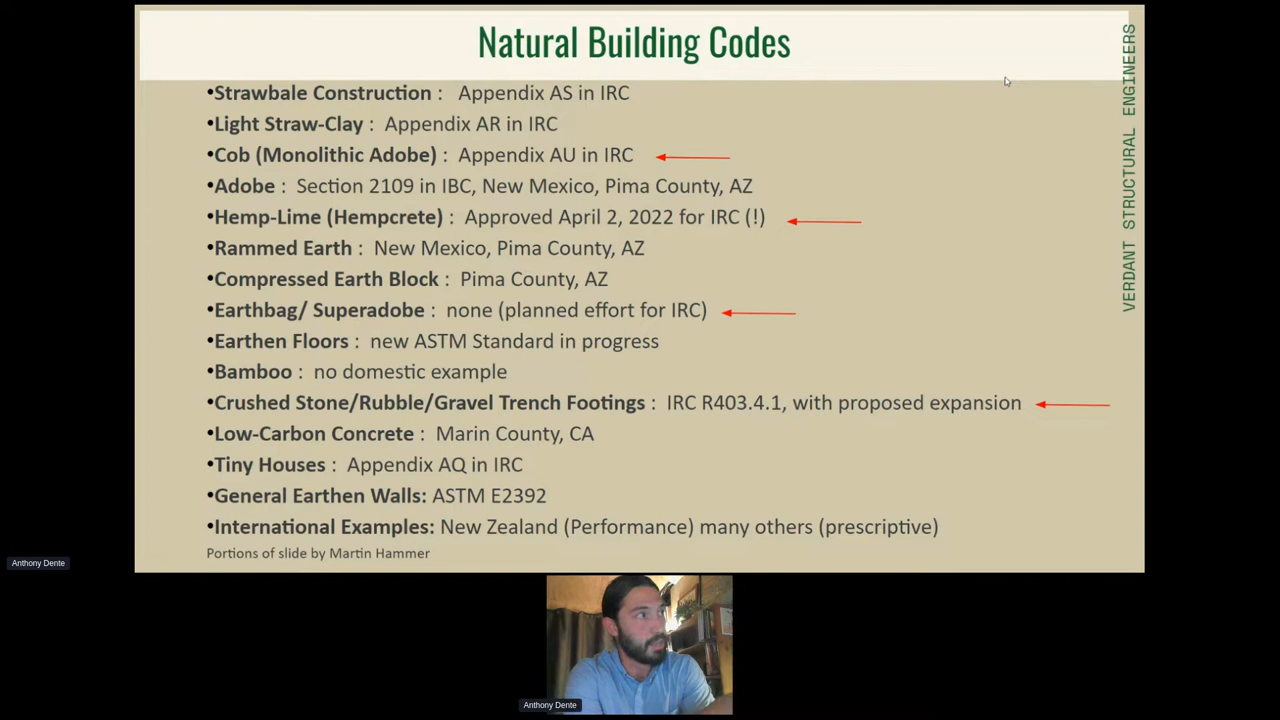 Natural Building Codes
•Strawbale Construction : Appendix AS in IRC
•Light Straw-Clay : Appendix AR in IRC
•Cob (Monolithic Adobe) : Appendix AU in IRC
•Adobe : Section 2109 in IBC, New Mexico, Pima County, AZ
•Hemp-Lime (Hempcrete) : Approved April 2, 2022 for IRC (!)
•Rammed Earth : New Mexico, Pima County, AZ
•Compressed Earth Block : Pima County, AZ
•Earthbag/ Superadobe : none (planned effort for IRC)
•Earthen Floors : new ASTM Standard in progress
•Bamboo : no domestic example
•Crushed Stone/Rubble/Gravel Trench Footings : IRC R403.4.1, with proposed expansion
•Low-Carbon Concrete : Marin County, CA
•Tiny Houses : Appendix AQ in IRC
•General Earthen Walls: ASTM E2392
•International Examples: New Zealand (Performance) many others (prescriptive)
Portions of slide by Martin Hammer
VERDANT STRUCTURAL ENGINEERS
Anthony Dente
Anthony Dente